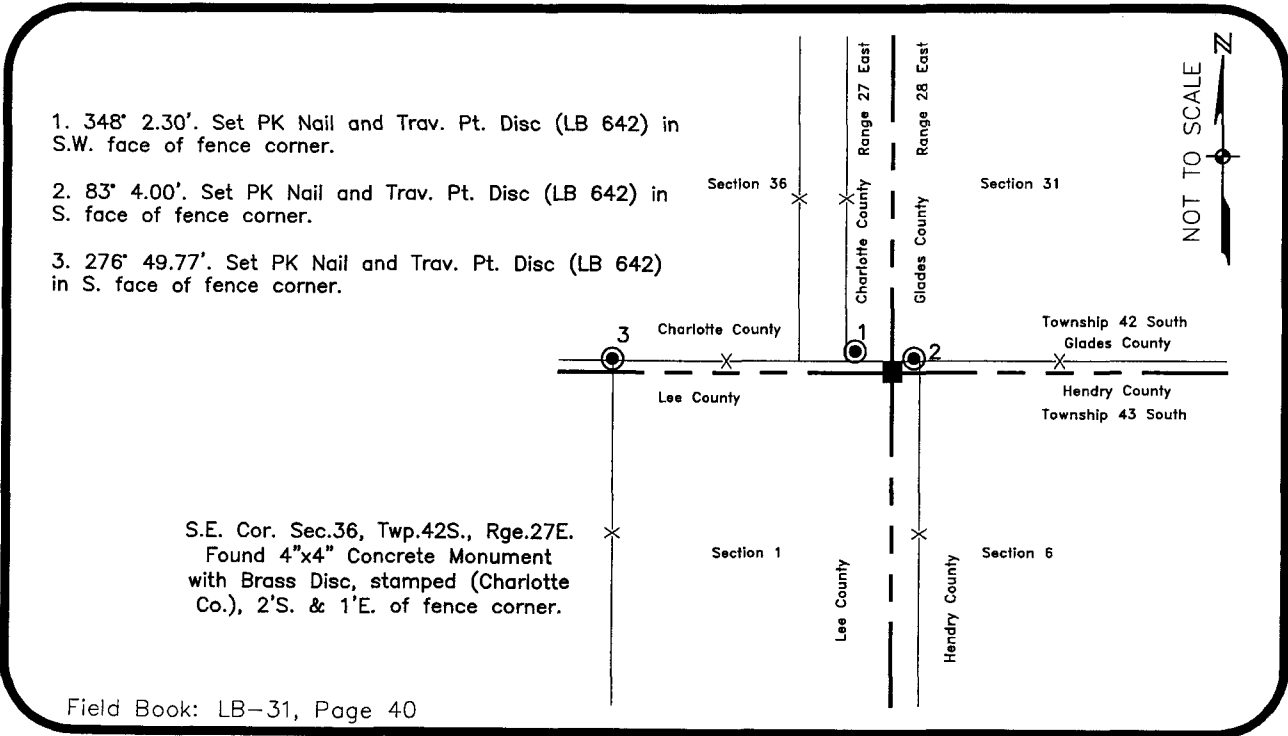 1. 348° 2.30'. Set PK Nail and Trav. Pt. Disc (LB 642) in
S.W. face of fence corner.
2. 83° 4.00'. Set PK Nail and Trav. Pt. Disc (LB 642) in
S. face of fence corner.
3. 276° 49.77'. Set PK Nail and Trav. Pt. Disc (LB 642)
in S. face of fence corner.
Section 36
Charlotte County
Range 27 East
Glades County
Range 28 East
Section 31
N
NOT TO SCALE
3
Charlotte County
1
2
Township 42 South
Glades County
Lee County
Hendry County
Township 43 South
S.E. Cor. Sec.36, Twp.42S., Rge.27E.
Found 4"x4" Concrete Monument
with Brass Disc, stamped (Charlotte
Co.), 2'S. & 1'E. of fence corner.
Section 1
Lee County
Hendry County
Section 6
Field Book: LB-31, Page 40